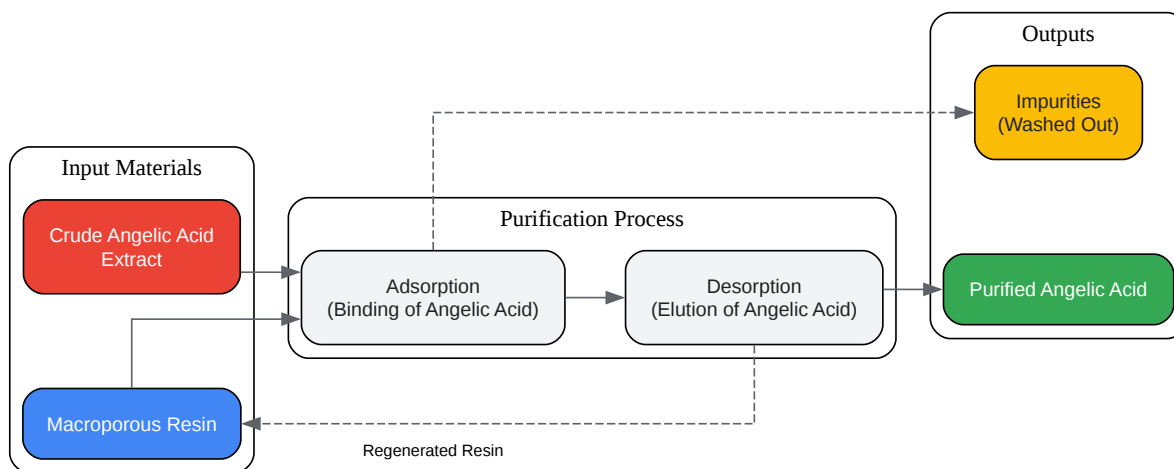 Input Materials
Crude Angelic Acid
Extract
Macroporous Resin
Purification Process
Adsorption
(Binding of Angelic Acid)
Desorption
(Elution of Angelic Acid)
Regenerated Resin
Outputs
Impurities
(Washed Out)
Purified Angelic Acid